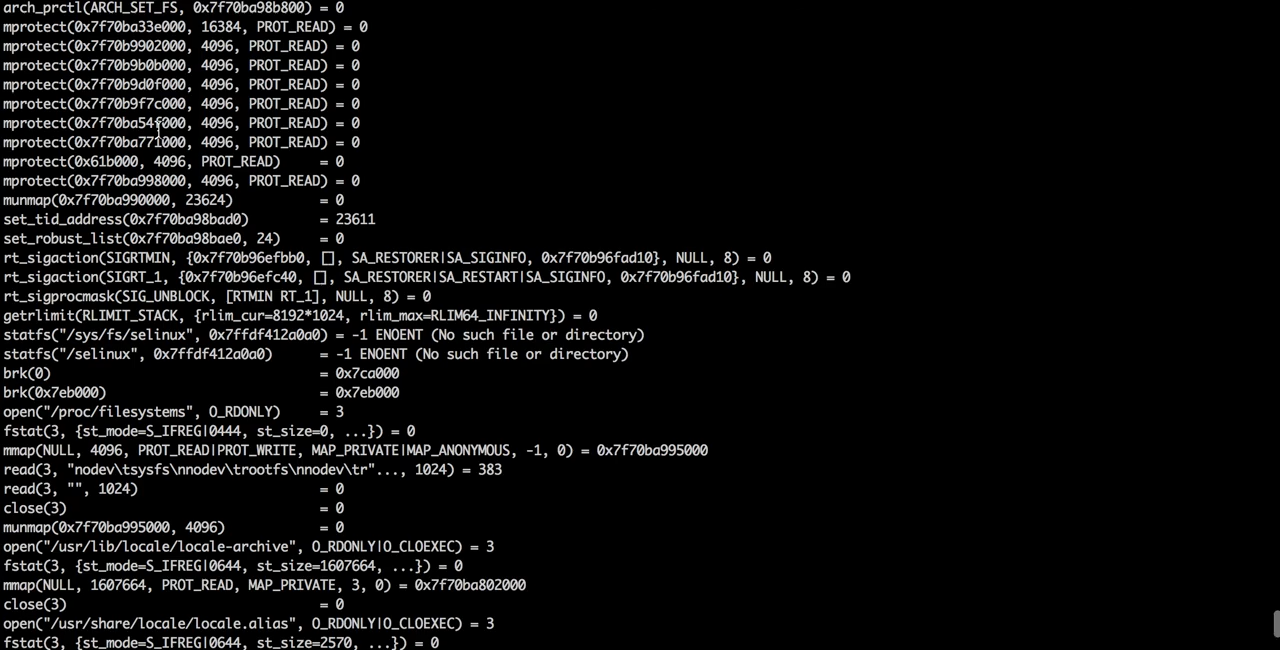 arch_prctl(ARCH_SET_FS, 0x7f70ba98b800) = 0
mprotect(0x7f70ba33e000, 16384, PROT_READ) = 0
mprotect(0x7f70b9902000, 4096, PROT_READ) = 0
mprotect(0x7f70b9b0b000, 4096, PROT_READ) = 0
mprotect(0x7f70b9d0f000, 4096, PROT_READ) = 0
mprotect(0x7f70b9f7c000, 4096, PROT_READ) = 0
mprotect(0x7f70ba54f000, 4096, PROT_READ) = 0
mprotect(0x7f70ba771000, 4096, PROT_READ) = 0
mprotect(0x61b000, 4096, PROT_READ)     = 0
mprotect(0x7f70ba998000, 4096, PROT_READ) = 0
munmap(0x7f70ba990000, 23624)           = 0
set_tid_address(0x7f70ba98bad0)         = 23611
set_robust_list(0x7f70ba98bae0, 24)     = 0
rt_sigaction(SIGRTMIN, {0x7f70b96efbb0, [], SA_RESTORER|SA_SIGINFO, 0x7f70b96fad10}, NULL, 8) = 0
rt_sigaction(SIGRT_1, {0x7f70b96efc40, [], SA_RESTORER|SA_RESTART|SA_SIGINFO, 0x7f70b96fad10}, NULL, 8) = 0
rt_sigprocmask(SIG_UNBLOCK, [RTMIN RT_1], NULL, 8) = 0
getrlimit(RLIMIT_STACK, {rlim_cur=8192*1024, rlim_max=RLIM64_INFINITY}) = 0
statfs("/sys/fs/selinux", 0x7ffdf412a0a0) = -1 ENOENT (No such file or directory)
statfs("/selinux", 0x7ffdf412a0a0)      = -1 ENOENT (No such file or directory)
brk(0)                                  = 0x7ca000
brk(0x7eb000)                           = 0x7eb000
open("/proc/filesystems", O_RDONLY)     = 3
fstat(3, {st_mode=S_IFREG|0444, st_size=0, ...}) = 0
mmap(NULL, 4096, PROT_READ|PROT_WRITE, MAP_PRIVATE|MAP_ANONYMOUS, -1, 0) = 0x7f70ba995000
read(3, "nodev\tsysfs\nnodev\trootfs\nnodev\tr"..., 1024) = 383
read(3, "", 1024)                       = 0
close(3)                                = 0
munmap(0x7f70ba995000, 4096)            = 0
open("/usr/lib/locale/locale-archive", O_RDONLY|O_CLOEXEC) = 3
fstat(3, {st_mode=S_IFREG|0644, st_size=1607664, ...}) = 0
mmap(NULL, 1607664, PROT_READ, MAP_PRIVATE, 3, 0) = 0x7f70ba802000
close(3)                                = 0
open("/usr/share/locale/locale.alias", O_RDONLY|O_CLOEXEC) = 3
fstat(3, {st_mode=S_IFREG|0644, st_size=2570, ...}) = 0